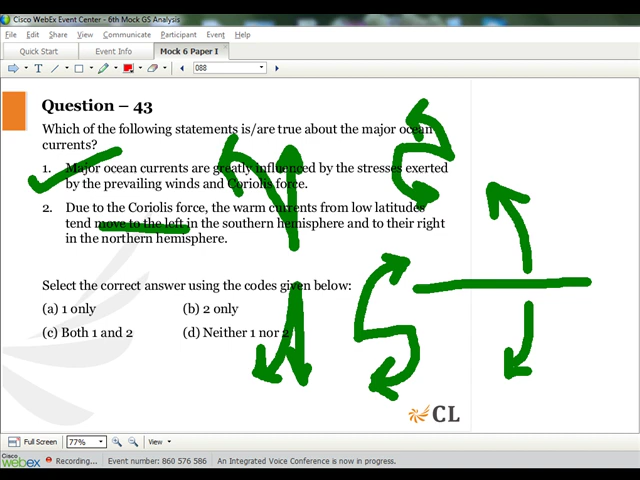 Cisco WebEx Event Center - 6th Mock GS Analysis
File Edit Share View Communicate Participant Event Help
Quick Start Event Info Mock 6 Paper I
T 088
Question – 43
Which of the following statements is/are true about the major ocean
currents?
1. Major ocean currents are greatly influenced by the stresses exerted
by the prevailing winds and Coriolis force.
2. Due to the Coriolis force, the warm currents from low latitudes
tend move to the left in the southern hemisphere and to their right
in the northern hemisphere.
Select the correct answer using the codes given below:
(a) 1 only (b) 2 only
(c) Both 1 and 2 (d) Neither 1 nor 2
CL
Full Screen 77% View
Cisco webex Recording... Event number: 860 576 586 An Integrated Voice Conference is now in progress.